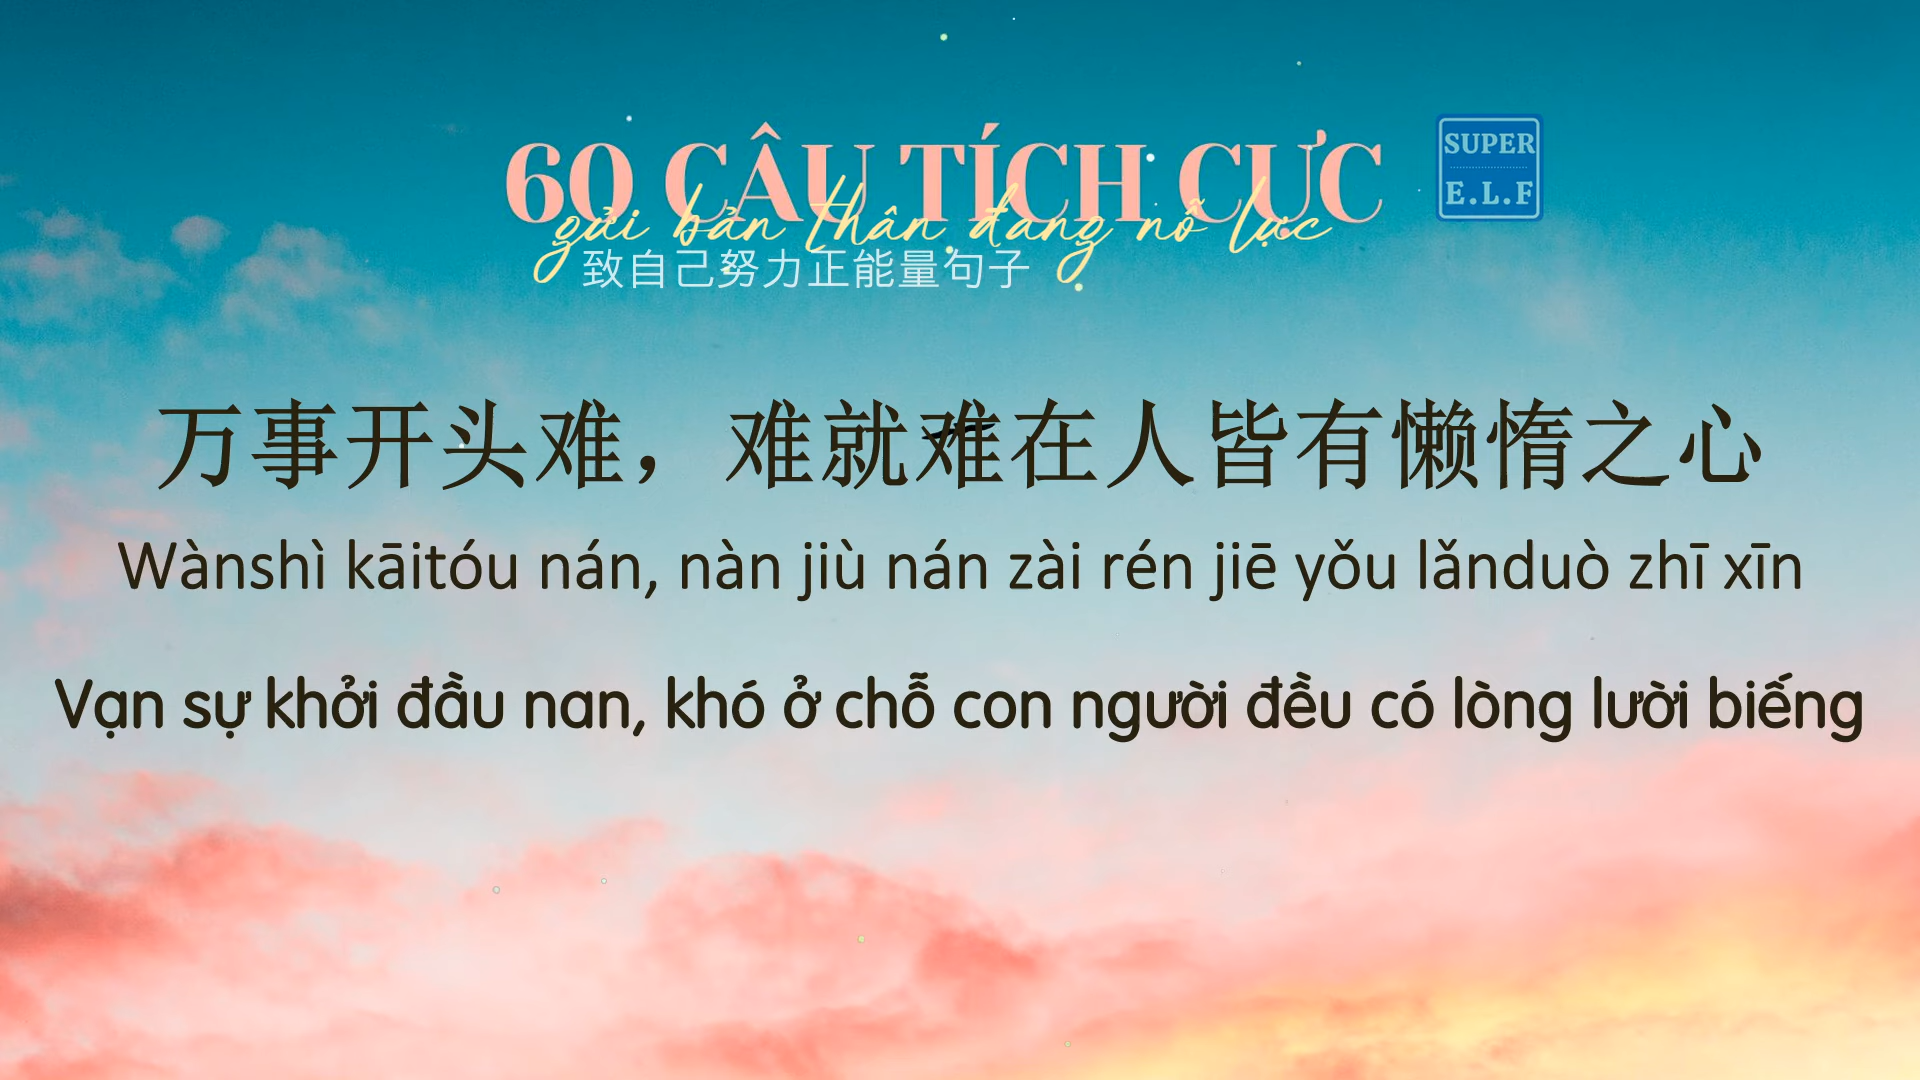 60 CÂU TÍCH CỰC
gửi bản thân đang nỗ lực
致自己努力正能量句子
SUPER
E.L.F
万事开头难，难就难在人皆有懒惰之心
Wànshì kāitóu nán, nàn jiù nán zài rén jiē yǒu lǎnduò zhī xīn
Vạn sự khởi đầu nan, khó ở chỗ con người đều có lòng lười biếng